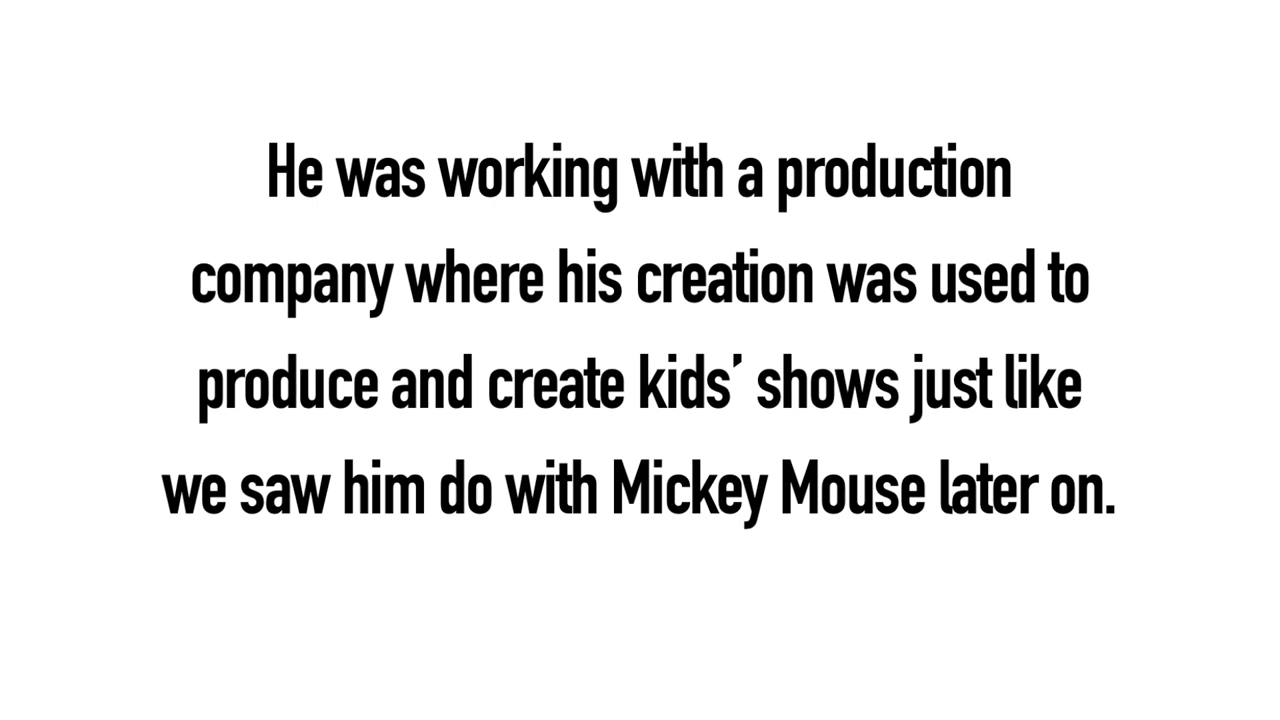 He was working with a production
company where his creation was used to
produce and create kids’ shows just like
we saw him do with Mickey Mouse later on.